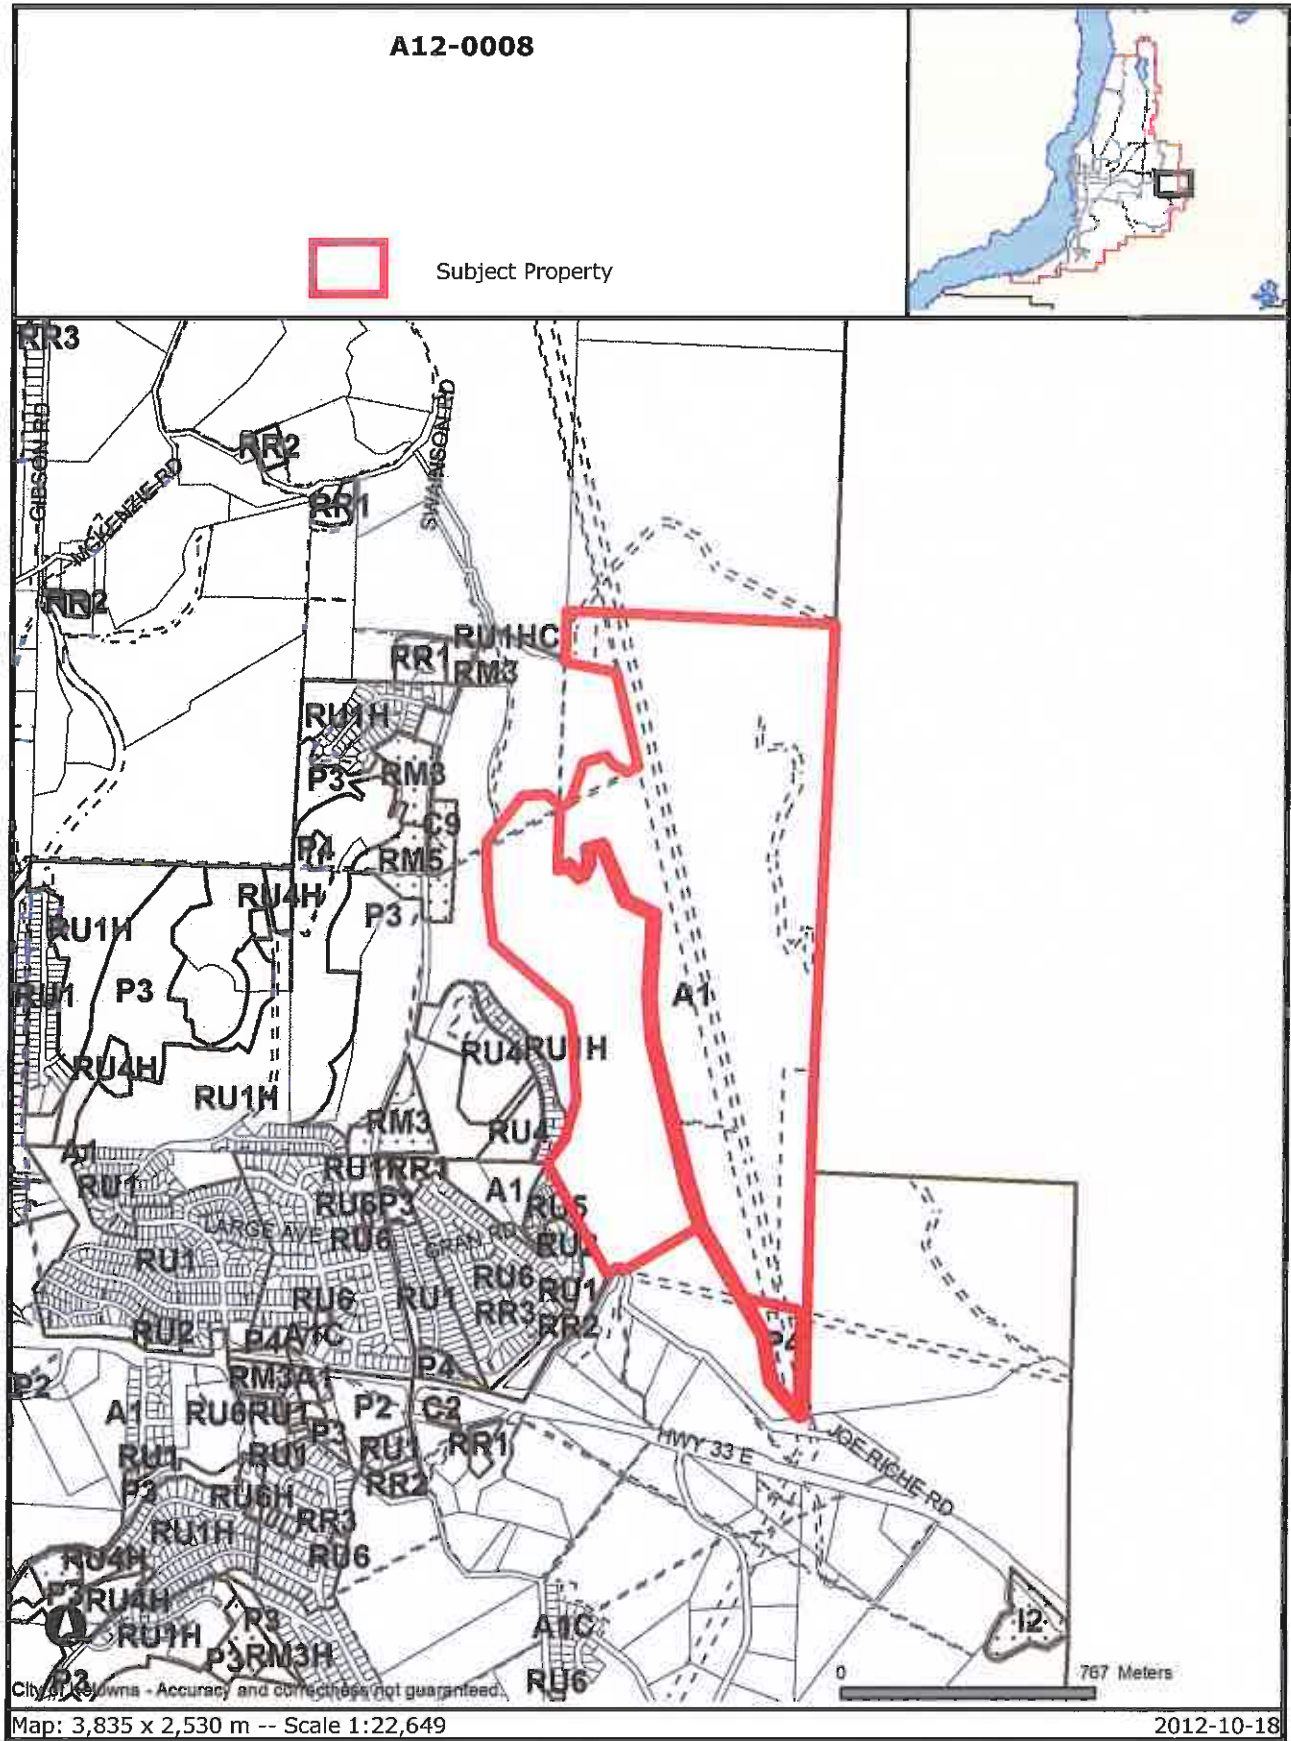 A12-0008
Subject Property
RR3
GIBSON RD
MCKENZIE RD
RR2
RR1
SWAINSON RD
RR2
RU1HC
RR1
RM3
RU1H
P3
RM3
C9
P4
RM5
RU4H
P3
RU1H
P3
RU1
A1
RU4H
RU1H
RU4
RU1H
RM3
RU4
A1
RU1
RU1
RR1
A1
RU6
P3
RU5
LARGE AVE
RU6
GRAN RD
RU2
RU1
RU6
RU1
RU6
RU1
RR3
RR2
RU2
P4
A1C
P4
P4
P2
RM3
A1
A1
RU6
RU1
P2
C2
P3
RU1
RR1
HWY 33 E
JOE RICHE RD
RU1
RU1
RR2
P3
RU6H
RR3
RU1H
RU6
RU4H
P3
RU4H
RU1H
P3
P3
RM3H
A1C
I2
P3
RU6
0
767 Meters
City of Kelowna - Accuracy and correctness not guaranteed.
Map: 3,835 x 2,530 m -- Scale 1:22,649
2012-10-18